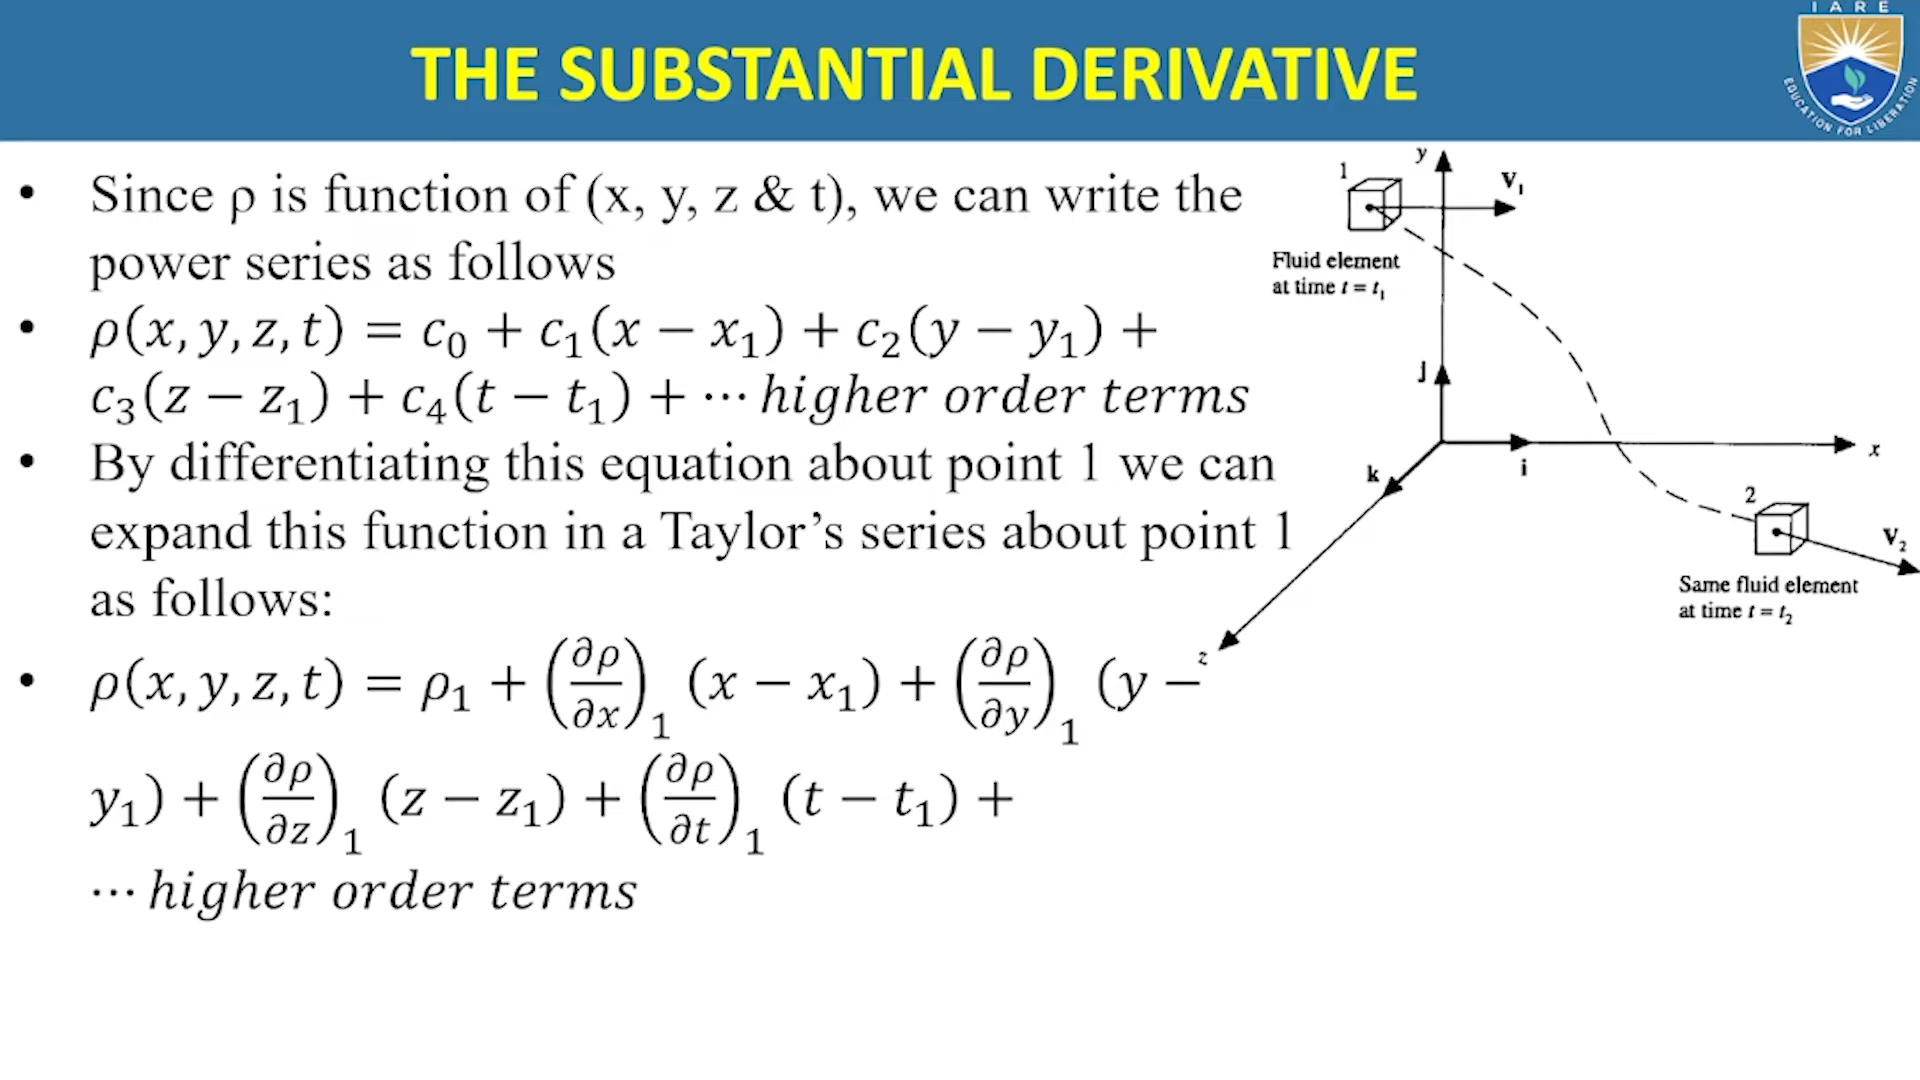 I A R E
EDUCATION FOR LIBERATION
THE SUBSTANTIAL DERIVATIVE
• Since ρ is function of (x, y, z & t), we can write the
power series as follows
• ρ(x, y, z, t) = c₀ + c₁(x − x₁) + c₂(y − y₁) +
c₃(z − z₁) + c₄(t − t₁) + ⋯ higher order terms
• By differentiating this equation about point 1 we can
expand this function in a Taylor’s series about point 1
as follows:
• ρ(x, y, z, t) = ρ₁ + (∂ρ/∂x)₁ (x − x₁) + (∂ρ/∂y)₁ (y −
y₁) + (∂ρ/∂z)₁ (z − z₁) + (∂ρ/∂t)₁ (t − t₁) +
⋯ higher order terms
1
y
V₁
Fluid element
at time t = t₁
j
i
x
k
z
2
V₂
Same fluid element
at time t = t₂